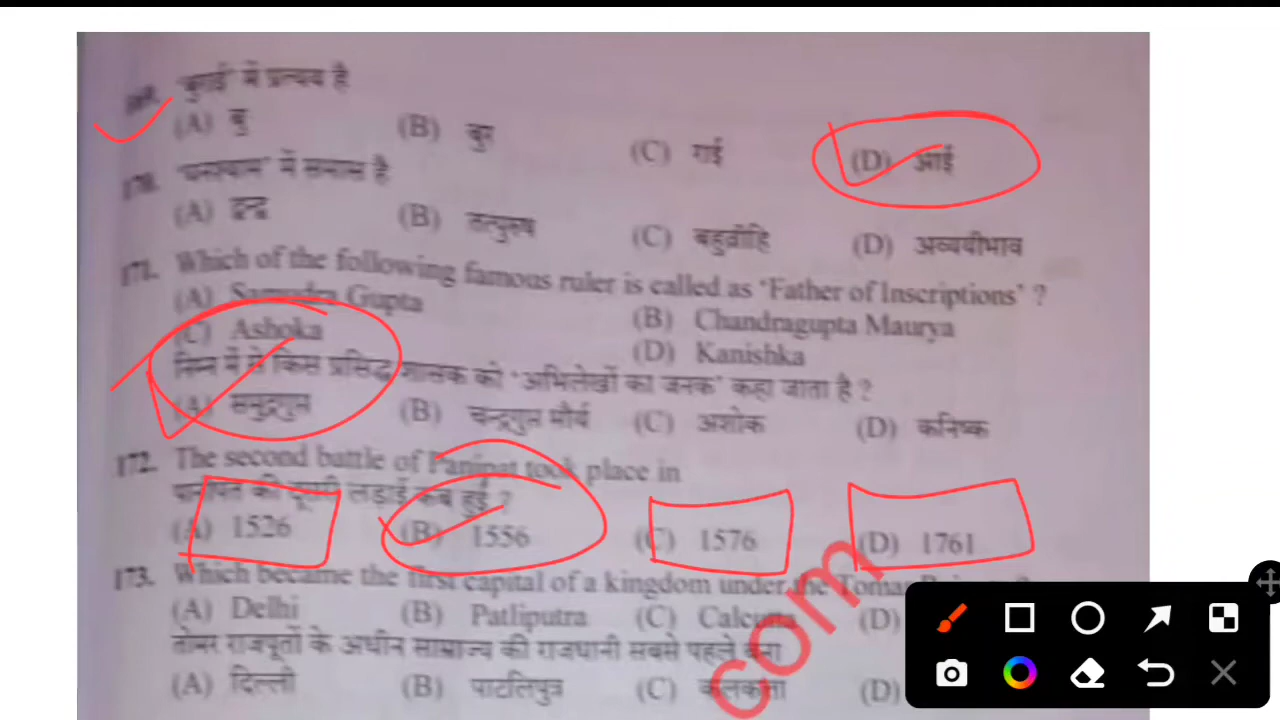 169. 'बुराई' में प्रत्यय है
(A) बु (B) बुर (C) राई (D) आई
170. 'घनश्याम' में समास है
(A) द्वन्द्व (B) तत्पुरुष (C) बहुव्रीहि (D) अव्ययीभाव
171. Which of the following famous ruler is called as 'Father of Inscriptions' ?
(A) Samudra Gupta (B) Chandragupta Maurya
(C) Ashoka (D) Kanishka
निम्न में से किस प्रसिद्ध शासक को 'अभिलेखों का जनक' कहा जाता है ?
(A) समुद्रगुप्त (B) चन्द्रगुप्त मौर्य (C) अशोक (D) कनिष्क
172. The second battle of Panipat took place in
पानीपत की दूसरी लड़ाई कब हुई ?
(A) 1526 (B) 1556 (C) 1576 (D) 1761
173. Which became the first capital of a kingdom under the Tomar
(A) Delhi (B) Patliputra (C) Calcutta (D)
तोमर राजपूतों के अधीन साम्राज्य की राजधानी सबसे पहले बना
(A) दिल्ली (B) पाटलिपुत्र (C) कलकत्ता (D)
com